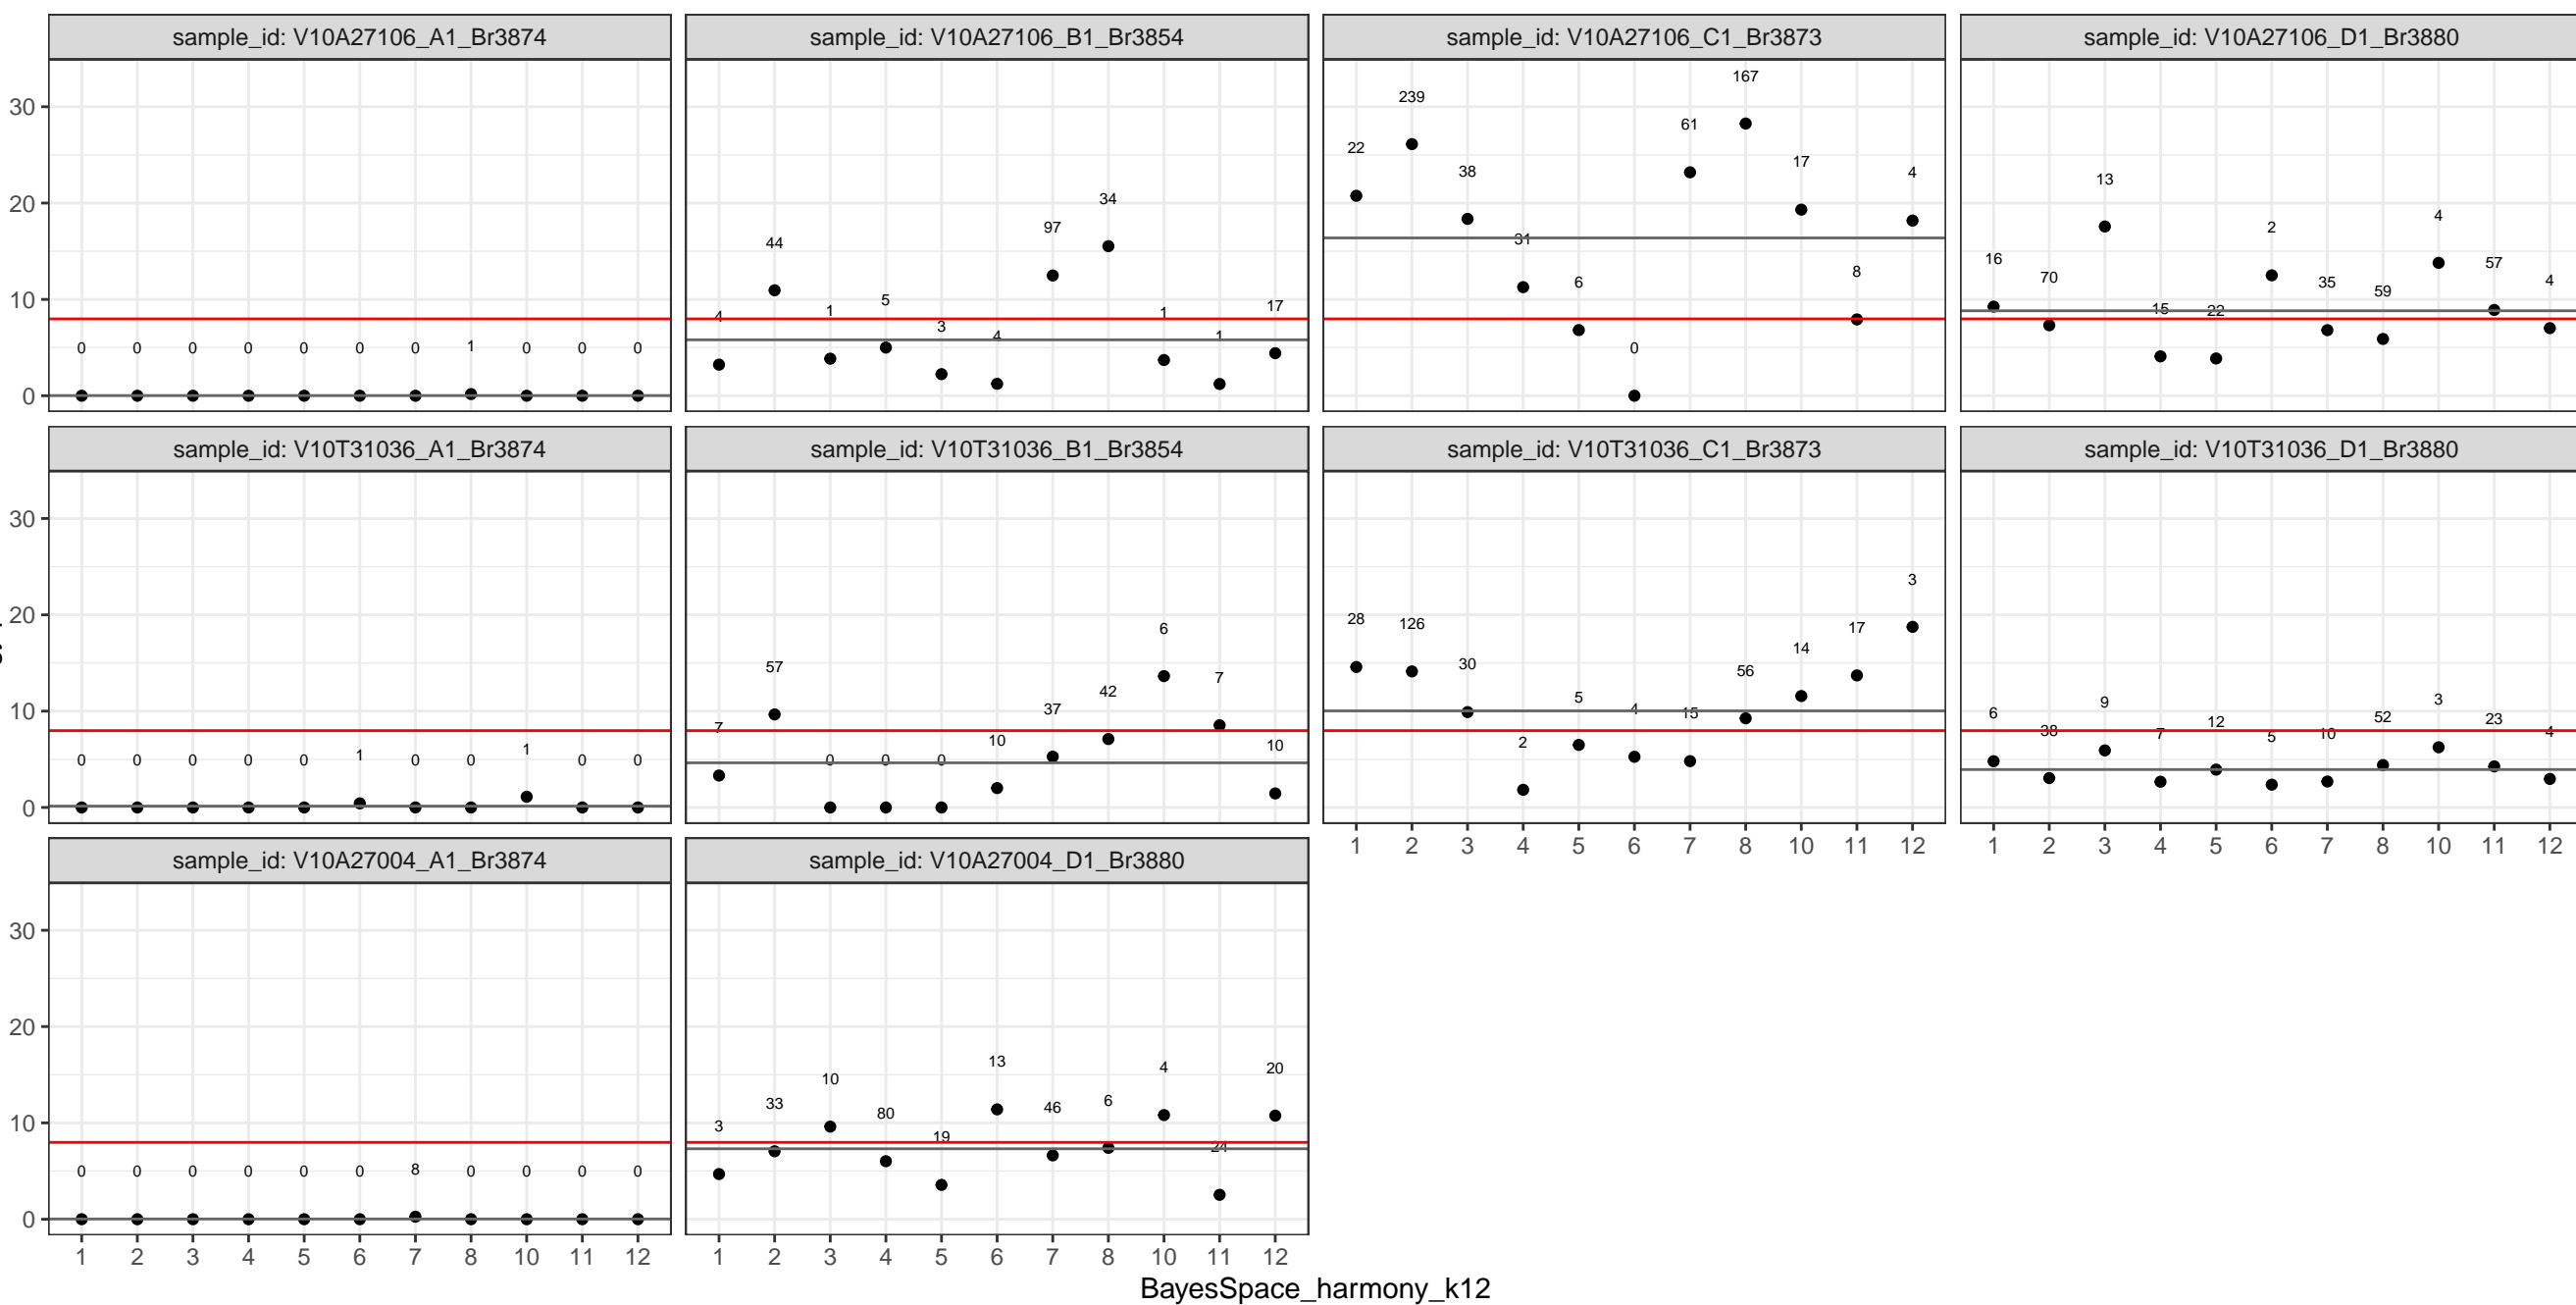 sample_id: V10A27106_A1_Br3874
sample_id: V10A27106_B1_Br3854
sample_id: V10A27106_C1_Br3873
sample_id: V10A27106_D1_Br3880
30
20
10
0
0 0 0 0 0 0 0 1 0 0 0
4 44 1 5 3 4 97 34 1 1 17
22 239 38 31 6 0 61 167 17 8 4
16 70 13 15 22 2 35 59 4 57 4
sample_id: V10T31036_A1_Br3874
sample_id: V10T31036_B1_Br3854
sample_id: V10T31036_C1_Br3873
sample_id: V10T31036_D1_Br3880
30
20
10
0
0 0 0 0 0 1 0 0 1 0 0
7 57 0 0 0 10 37 42 6 7 10
28 126 30 2 5 4 15 56 14 17 3
6 38 9 7 12 5 10 52 3 23 4
1 2 3 4 5 6 7 8 10 11 12
1 2 3 4 5 6 7 8 10 11 12
sample_id: V10A27004_A1_Br3874
sample_id: V10A27004_D1_Br3880
30
20
10
0
0 0 0 0 0 0 8 0 0 0 0
3 33 10 80 19 13 46 6 4 24 20
1 2 3 4 5 6 7 8 10 11 12
1 2 3 4 5 6 7 8 10 11 12
BayesSpace_harmony_k12